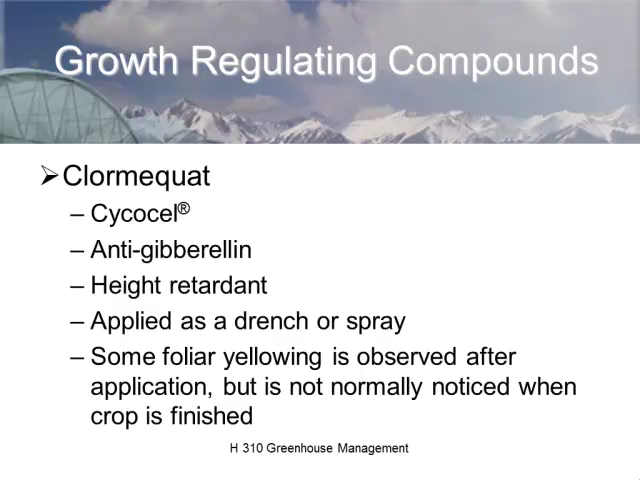 Growth Regulating Compounds
➢Clormequat
– Cycocel®
– Anti-gibberellin
– Height retardant
– Applied as a drench or spray
– Some foliar yellowing is observed after
application, but is not normally noticed when
crop is finished
H 310 Greenhouse Management